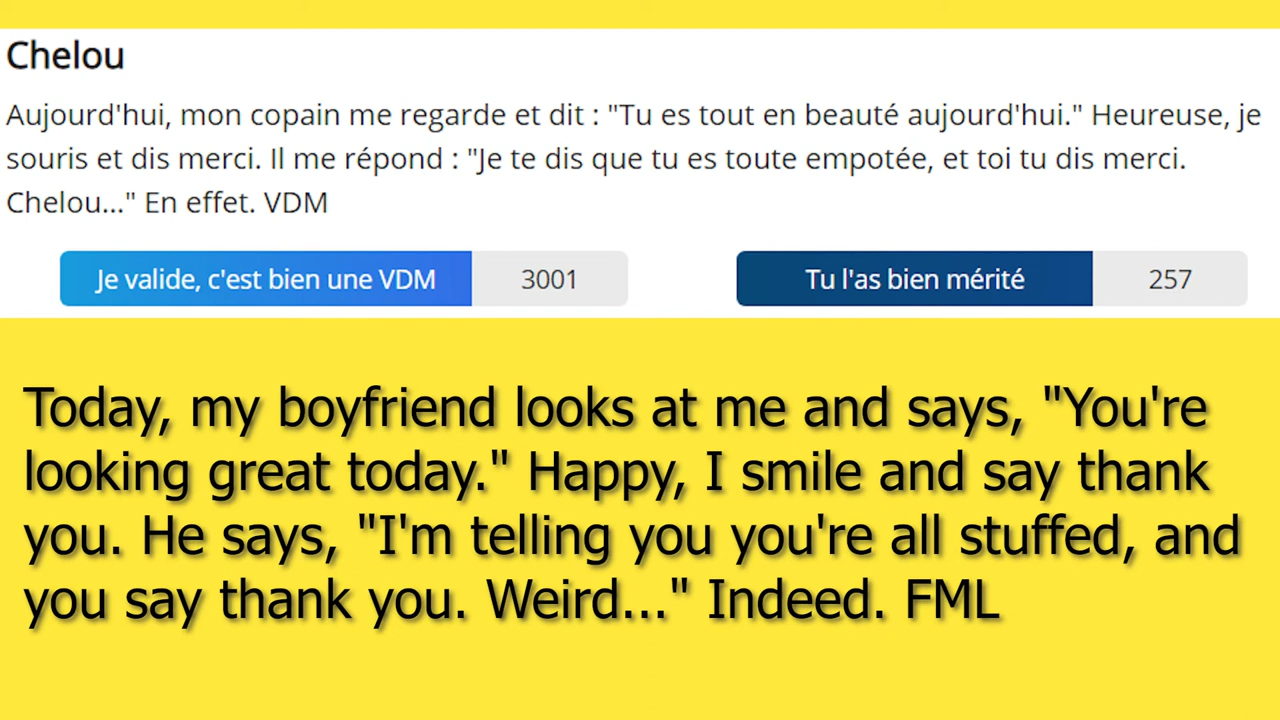 Chelou
Aujourd'hui, mon copain me regarde et dit : "Tu es tout en beauté aujourd'hui." Heureuse, je
souris et dis merci. Il me répond : "Je te dis que tu es toute empotée, et toi tu dis merci.
Chelou..." En effet. VDM
Je valide, c'est bien une VDM 3001 Tu l'as bien mérité 257
Today, my boyfriend looks at me and says, "You're
looking great today." Happy, I smile and say thank
you. He says, "I'm telling you you're all stuffed, and
you say thank you. Weird..." Indeed. FML